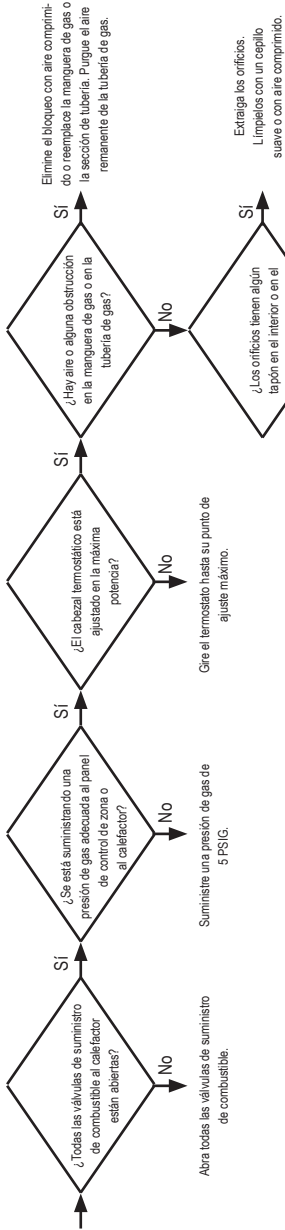 ¿Todas las válvulas de suministro
de combustible al calefactor
están abiertas?
Sí
No
Abra todas las válvulas de suministro
de combustible.
¿Se está suministrando una
presión de gas adecuada al panel
de control de zona o
al calefactor?
Sí
No
Suministre una presión de gas de
5 PSIG.
¿El cabezal termostático está
ajustado en la máxima
potencia?
Sí
No
Gire el termostato hasta su punto de
ajuste máximo.
¿Hay aire o alguna obstrucción
en la manguera de gas o en la
tubería de gas?
Sí
Elimine el bloqueo con aire comprimi-
do o reemplace la manguera de gas o
la sección de tubería. Purgue el aire
remanente de la tubería de gas.
No
¿Los orificios tienen algún
tapón en el interior o en el
Sí
Extraiga los orificios.
Límpielos con un cepillo
suave o con aire comprimido.